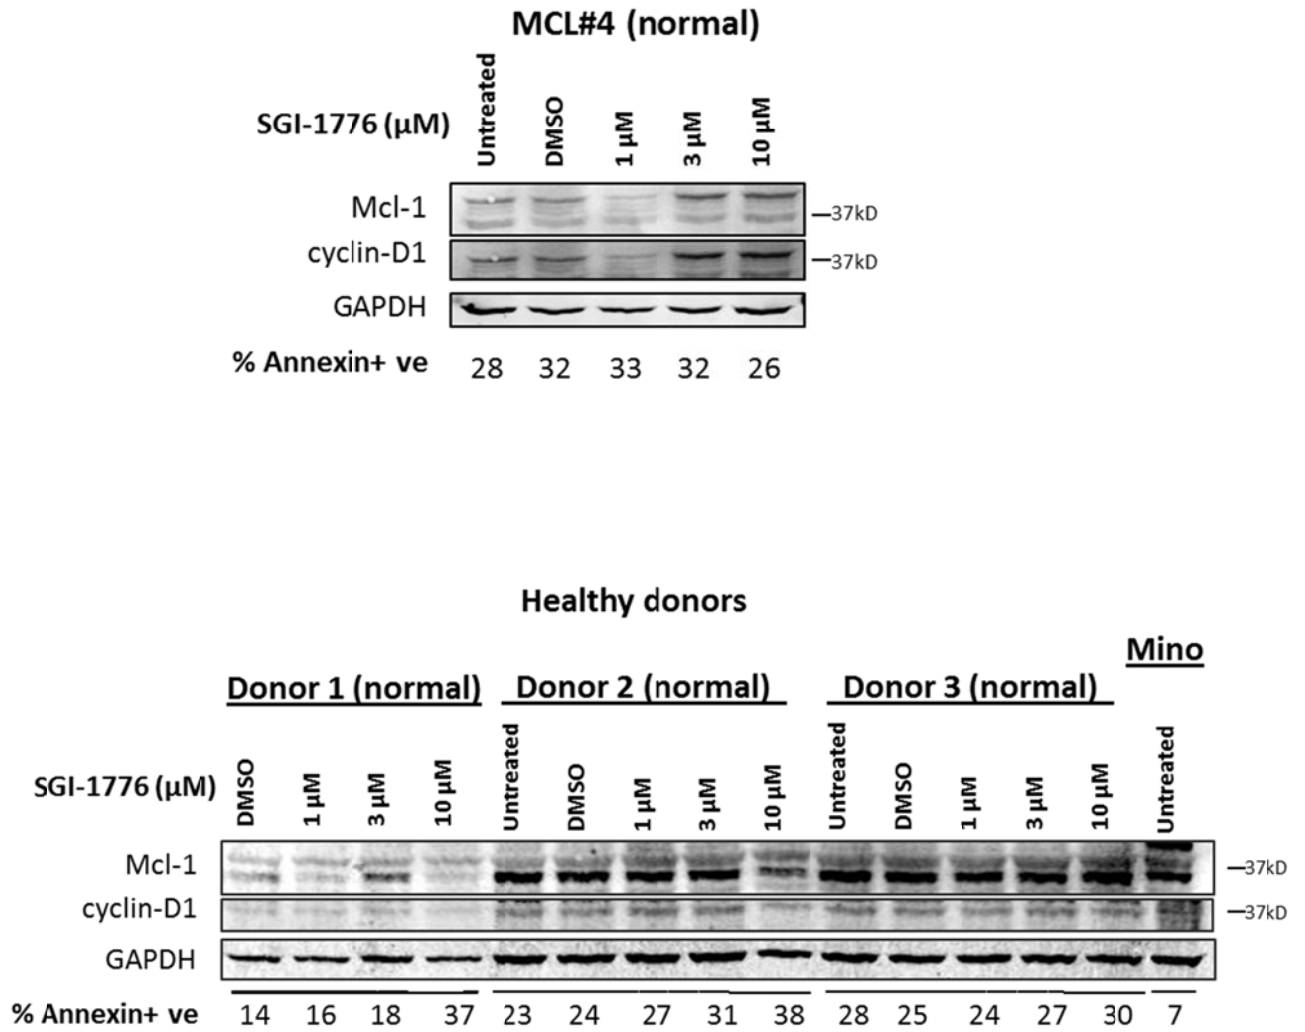 MCL#4 (normal)
SGI-1776 (µM) Untreated DMSO 1 µM 3 µM 10 µM
Mcl-1 37kD
cyclin-D1 37kD
GAPDH
% Annexin+ ve 28 32 33 32 26
Healthy donors
Mino
Donor 1 (normal) Donor 2 (normal) Donor 3 (normal)
SGI-1776 (µM) DMSO 1 µM 3 µM 10 µM Untreated DMSO 1 µM 3 µM 10 µM Untreated DMSO 1 µM 3 µM 10 µM Untreated
Mcl-1 37kD
cyclin-D1 37kD
GAPDH
% Annexin+ ve 14 16 18 37 23 24 27 31 38 28 25 24 27 30 7